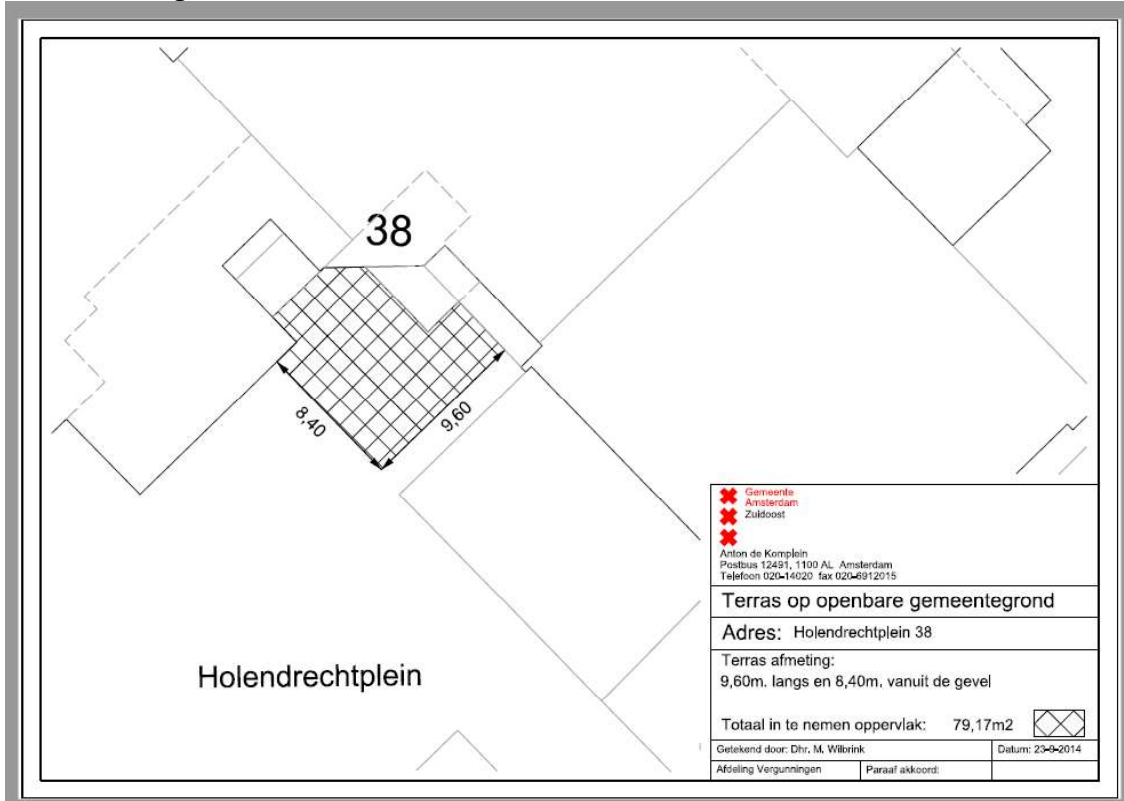 38
8,40
9,60
Holendrechtplein
Gemeente
Amsterdam
Zuidoost
Anton de Komplein
Postbus 12491, 1100 AL Amsterdam
Telefoon 020-14020 fax 020-6912015
Terras op openbare gemeentegrond
Adres: Holendrechtplein 38
Terras afmeting:
9,60m. langs en 8,40m. vanuit de gevel
Totaal in te nemen oppervlak: 79,17m2
Getekend door: Dhr. M. Wilbrink
Datum: 23-9-2014
Afdeling Vergunningen
Paraaf akkoord: